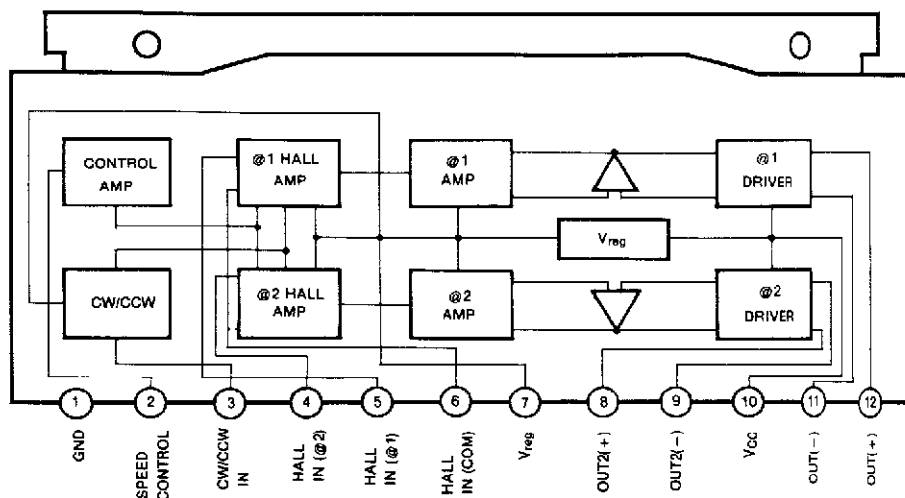 CONTROL
AMP
@1 HALL
AMP
@1
AMP
@1
DRIVER
Vreg
CW/CCW
@2 HALL
AMP
@2
AMP
@2
DRIVER
1
2
3
4
5
6
7
8
9
10
11
12
GND
SPEED
CONTROL
CW/CCW
IN
HALL
IN (@2)
HALL
IN (@1)
HALL
IN (COM)
Vreg
OUT2(+)
OUT2(−)
VCC
OUT(−)
OUT(+)